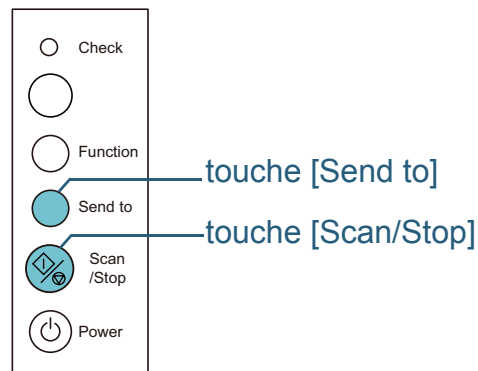 Check
Function
touche [Send to]
Send to
touche [Scan/Stop]
Scan
/Stop
Power